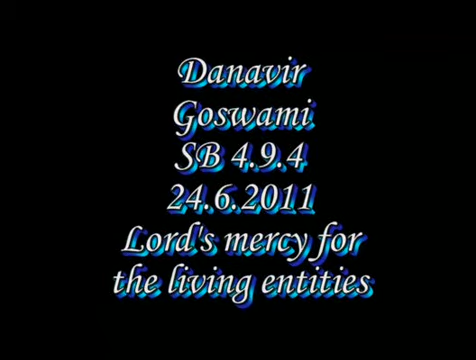 Danavir
Goswami
SB 4.9.4
24.6.2011
Lord's mercy for
the living entities